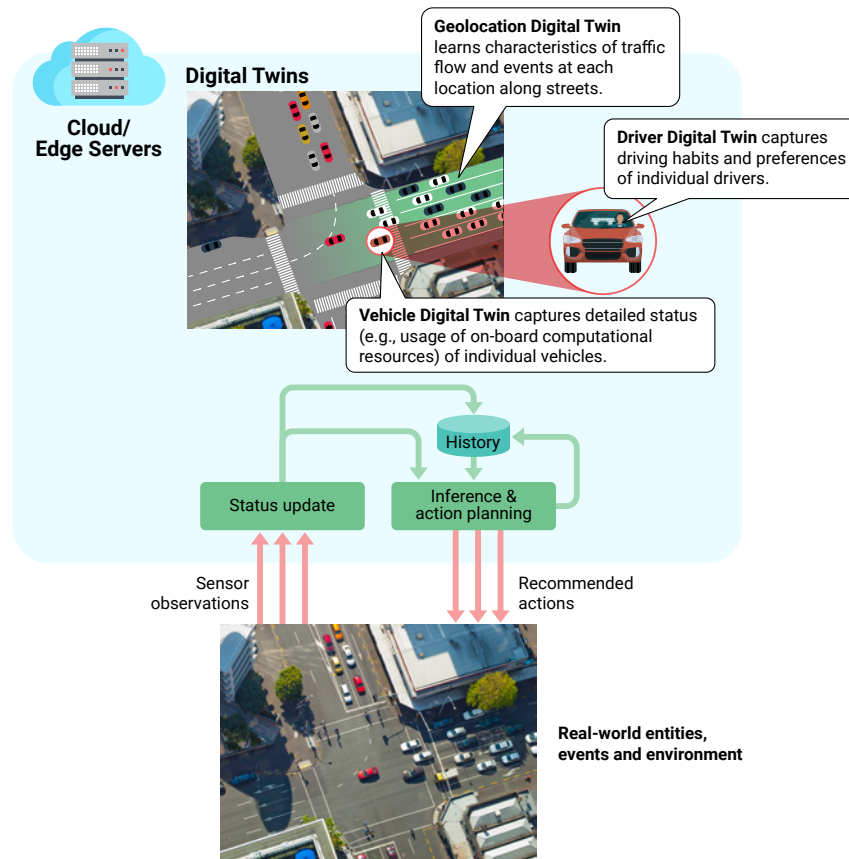 Geolocation Digital Twin
learns characteristics of traffic
flow and events at each
location along streets.
Digital Twins
Cloud/
Edge Servers
Driver Digital Twin captures
driving habits and preferences
of individual drivers.
Vehicle Digital Twin captures detailed status
(e.g., usage of on-board computational
resources) of individual vehicles.
History
Status update
Inference &
action planning
Sensor
observations
Recommended
actions
Real-world entities,
events and environment